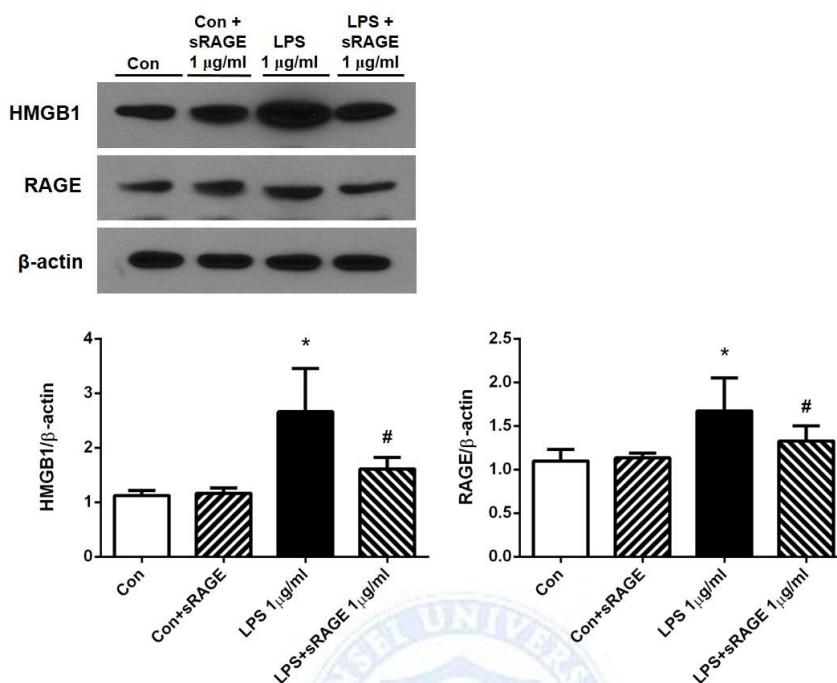 Con
Con +
sRAGE
1 µg/ml
LPS
1 µg/ml
LPS +
sRAGE
1 µg/ml
HMGB1
RAGE
β-actin
HMGB1/β-actin
4
3
2
1
0
*
#
Con
Con+sRAGE
LPS 1µg/ml
LPS+sRAGE 1µg/ml
RAGE/β-actin
2.5
2.0
1.5
1.0
0.5
0.0
*
#
Con
Con+sRAGE
LPS 1µg/ml
LPS+sRAGE 1µg/ml